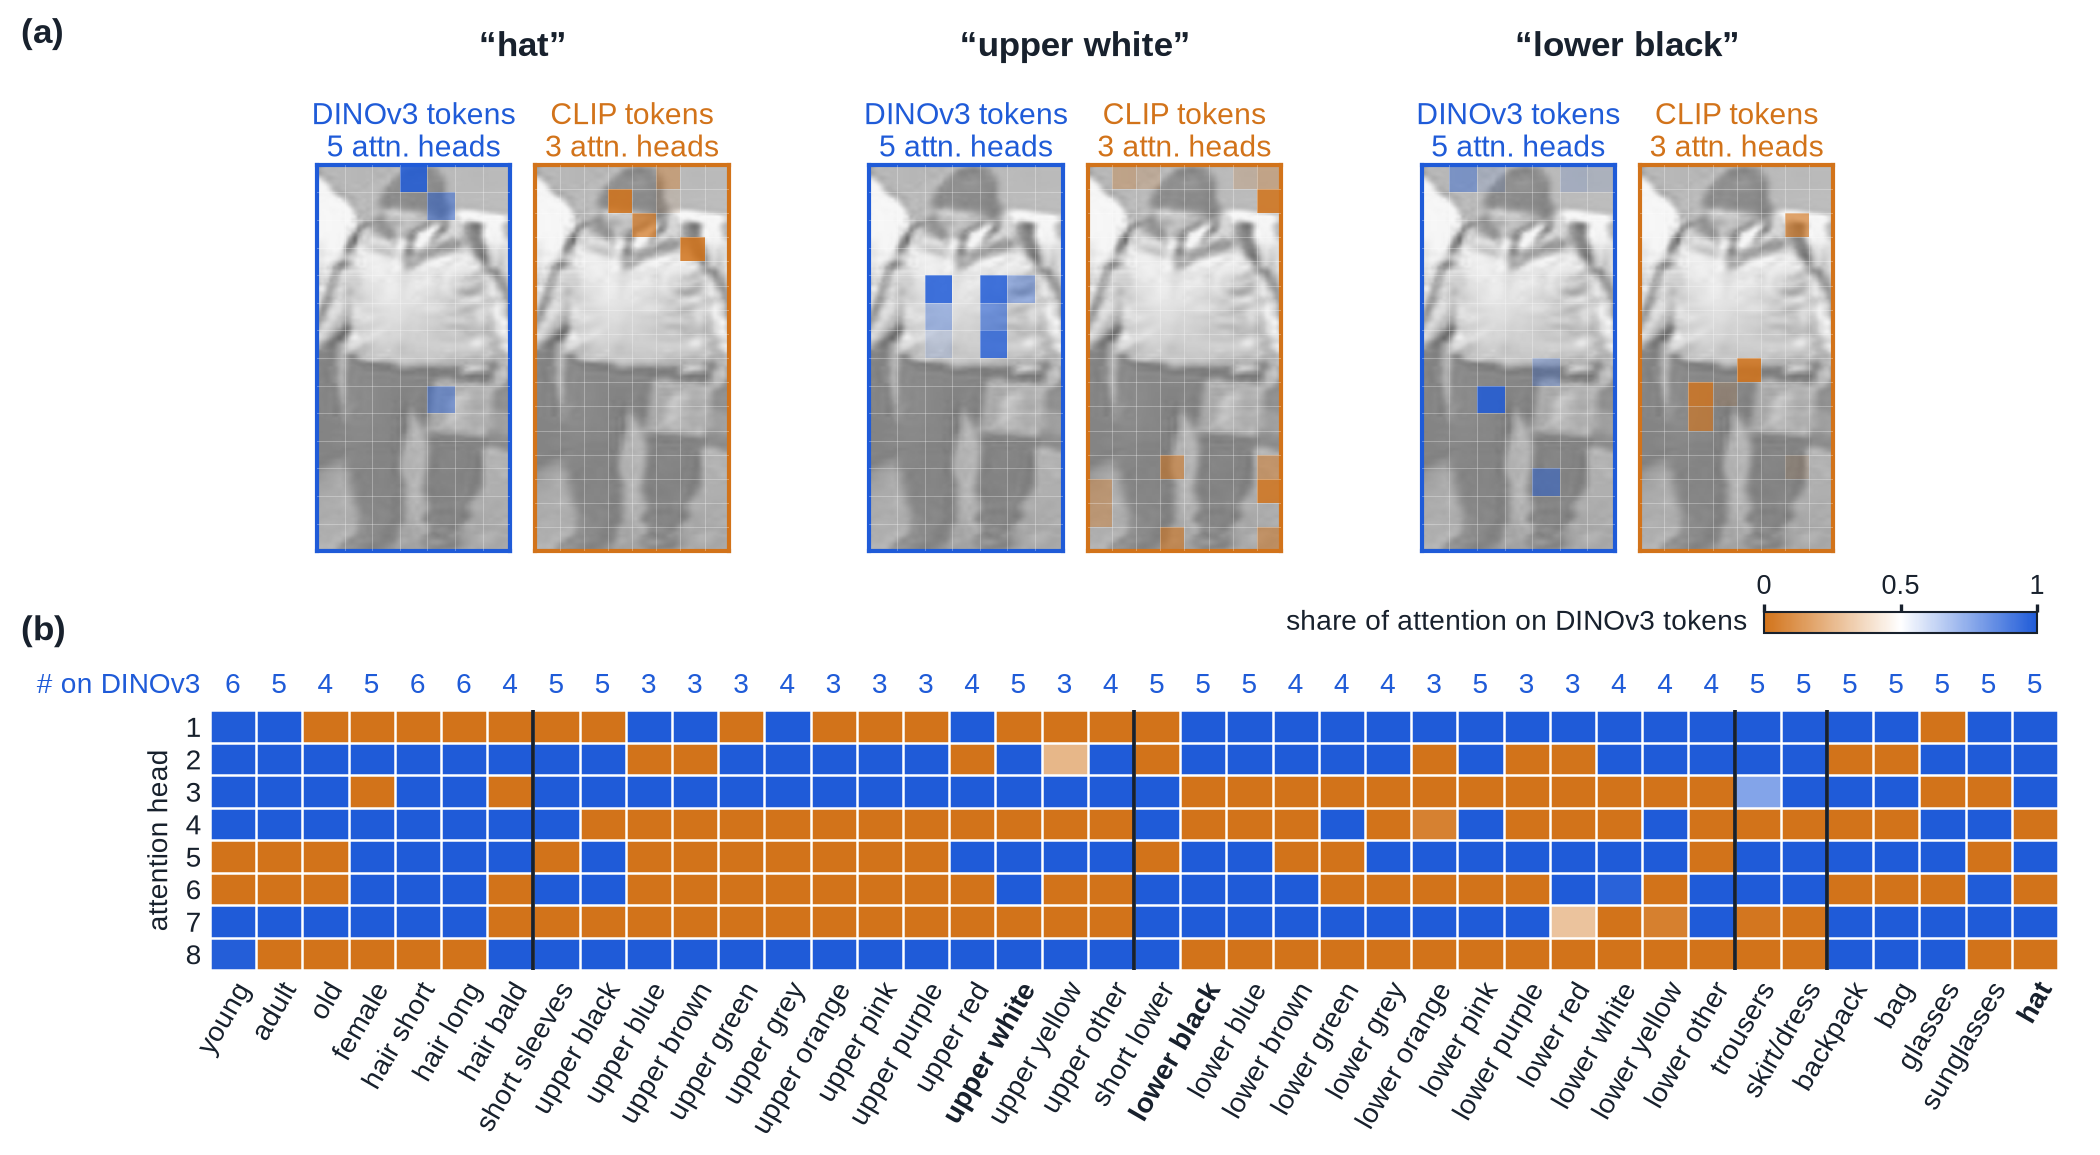 (a)
“hat”
“upper white”
“lower black”
DINOv3 tokens
5 attn. heads
CLIP tokens
3 attn. heads
DINOv3 tokens
5 attn. heads
CLIP tokens
3 attn. heads
DINOv3 tokens
5 attn. heads
CLIP tokens
3 attn. heads
0 0.5 1
share of attention on DINOv3 tokens
(b)
# on DINOv3 6 5 4 5 6 6 4 5 5 3 3 3 4 3 3 3 4 5 3 4 5 5 5 4 4 4 3 5 3 3 4 4 4 5 5 5 5 5 5 5
attention head
1
2
3
4
5
6
7
8
young
adult
old
female
hair short
hair long
hair bald
short sleeves
upper black
upper blue
upper brown
upper green
upper grey
upper orange
upper pink
upper purple
upper red
upper white
upper yellow
upper other
short lower
lower black
lower blue
lower brown
lower green
lower grey
lower orange
lower pink
lower purple
lower red
lower white
lower yellow
lower other
trousers
skirt/dress
backpack
bag
glasses
sunglasses
hat